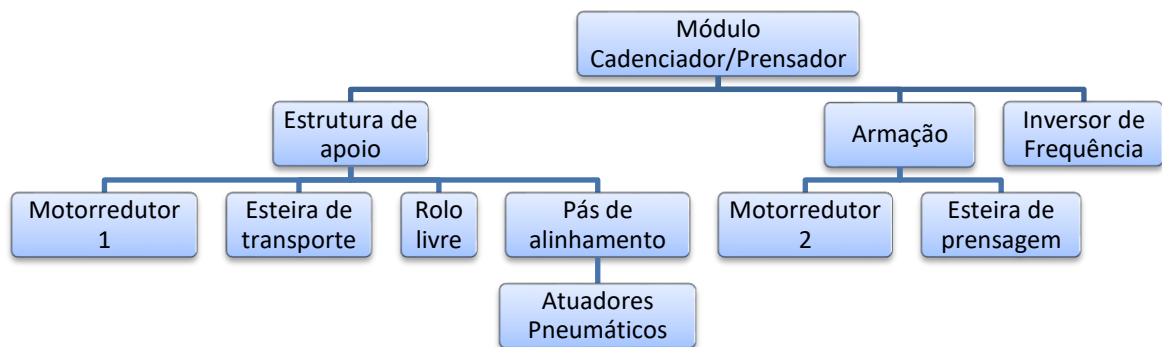 Módulo
Cadenciador/Prensador
Estrutura de
apoio
Armação
Inversor de
Frequência
Motorredutor
1
Esteira de
transporte
Rolo
livre
Pás de
alinhamento
Motorredutor
2
Esteira de
prensagem
Atuadores
Pneumáticos